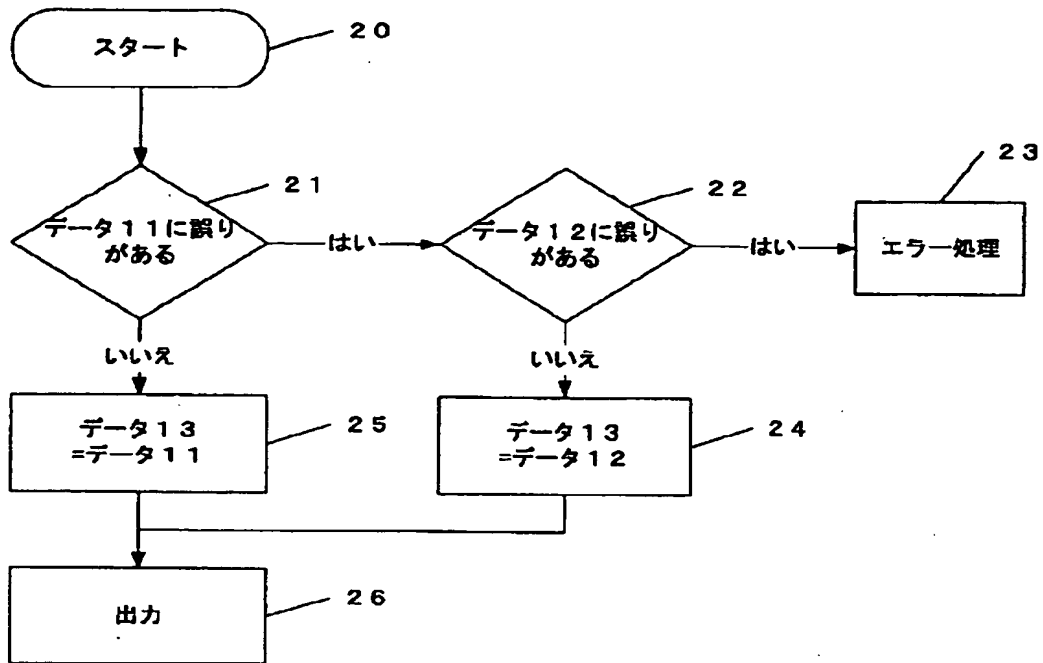 スタート
20
データ11に誤り
がある
21
はい
データ12に誤り
がある
22
はい
エラー処理
23
いいえ
いいえ
データ13
=データ11
25
データ13
=データ12
24
出力
26